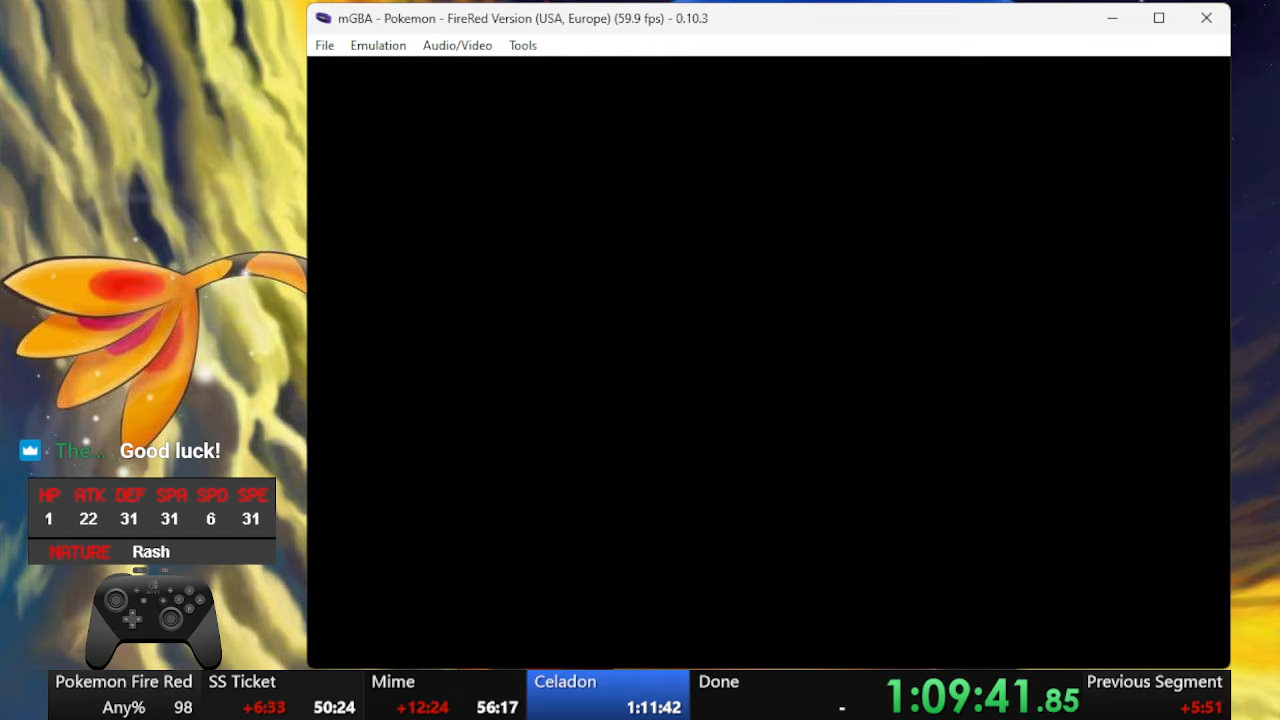 mGBA - Pokemon - FireRed Version (USA, Europe) (59.9 fps) - 0.10.3
File Emulation Audio/Video Tools
The... Good luck!
HP ATK DEF SPA SPD SPE
1 22 31 31 6 31
NATURE Rash
Pokemon Fire Red SS Ticket Mime Celadon Done 1:09:41.85 Previous Segment
Any% 98 +6:33 50:24 +12:24 56:17 1:11:42 - +5:51